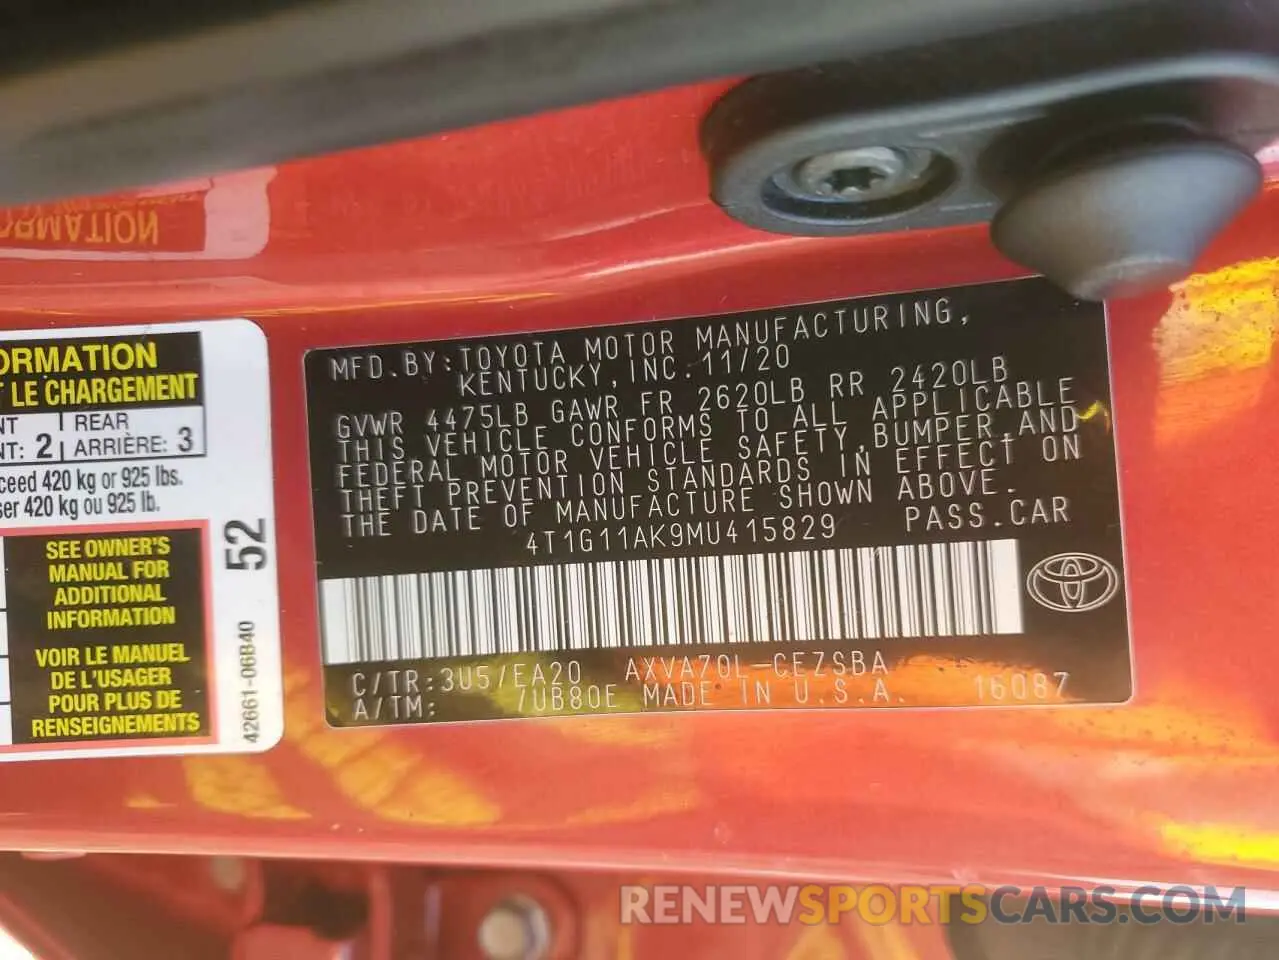 ORMATION
ORMATION
T LE CHARGEMENT
NT | REAR
NT: 2 | ARRIÈRE: 3
ceed 420 kg or 925 lbs.
ser 420 kg ou 925 lb.
SEE OWNER'S
MANUAL FOR
ADDITIONAL
INFORMATION
VOIR LE MANUEL
DE L'USAGER
POUR PLUS DE
RENSEIGNEMENTS
52
42661-06B40
MFD.BY:TOYOTA MOTOR MANUFACTURING,
KENTUCKY,INC.11/20
GVWR 4475LB GAWR FR 2620LB RR 2420LB
THIS VEHICLE CONFORMS TO ALL APPLICABLE
FEDERAL MOTOR VEHICLE SAFETY,BUMPER,AND
THEFT PREVENTION STANDARDS IN EFFECT ON
THE DATE OF MANUFACTURE SHOWN ABOVE.
4T1G11AK9MU415829 PASS.CAR
C/TR:3U5/EA20 AXVA70L-CEZSBA
A/TM: 7UB80E MADE IN U.S.A. 16087
RENEWSPORTSCARS.COM